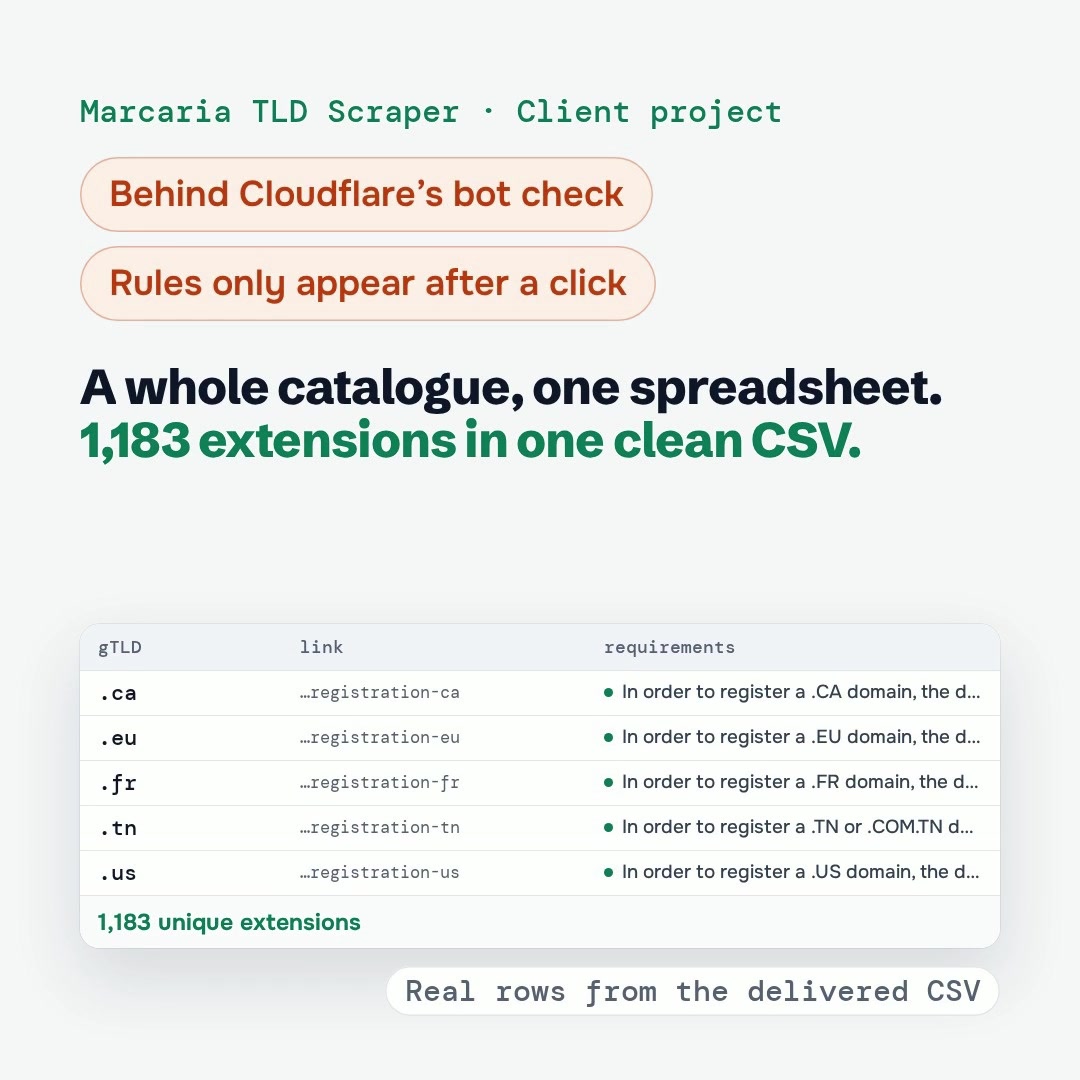 Marcaria TLD Scraper · Client project
Behind Cloudflare’s bot check
Rules only appear after a click
A whole catalogue, one spreadsheet.
1,183 extensions in one clean CSV.
gTLD link requirements
.ca …registration-ca • In order to register a .CA domain, the d…
.eu …registration-eu • In order to register a .EU domain, the d…
.fr …registration-fr • In order to register a .FR domain, the d…
.tn …registration-tn • In order to register a .TN or .COM.TN d…
.us …registration-us • In order to register a .US domain, the d…
1,183 unique extensions
Real rows from the delivered CSV